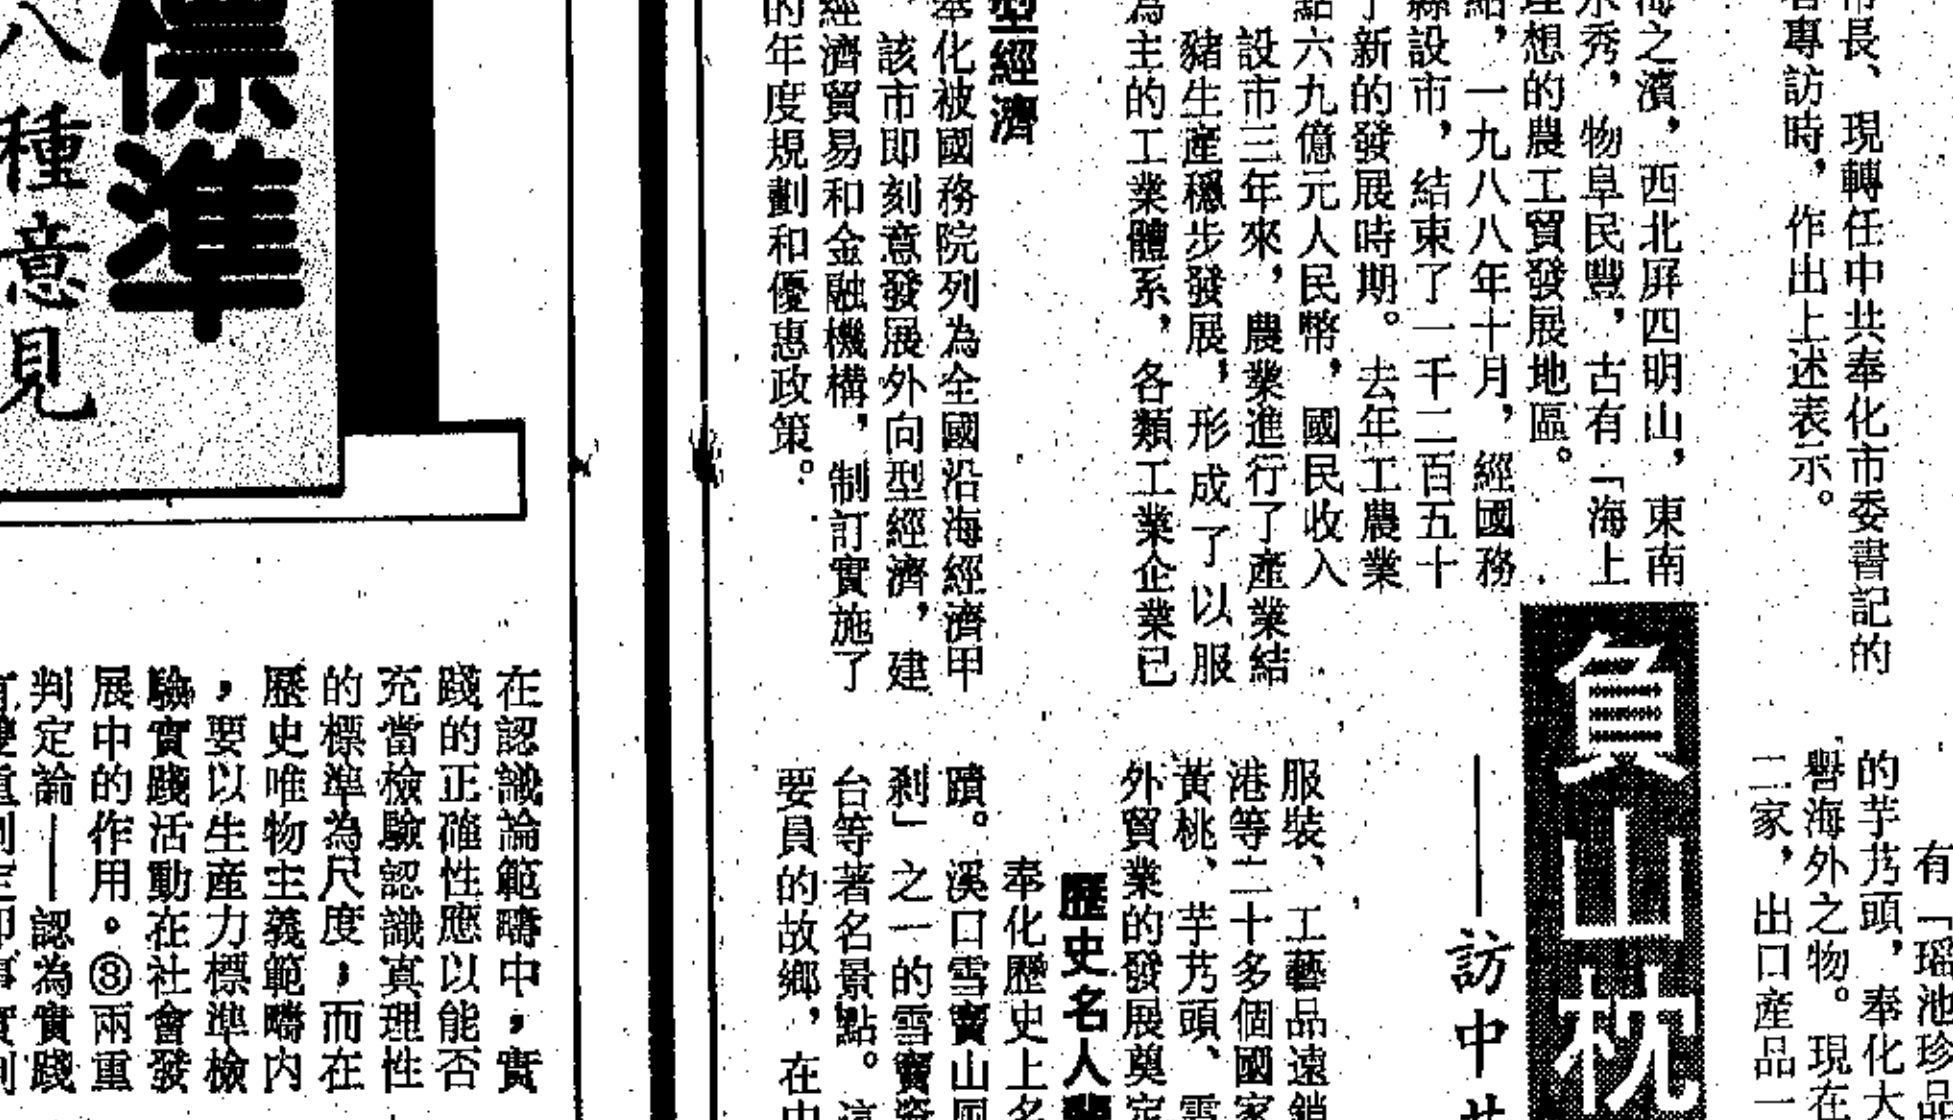 市長、現轉任中共奉化市委書記的
專訪時，作出上述表示。
海之濱，西北屏四明山，東南
水秀，物阜民豐，古有「海上
理想的農工貿發展地區。
一九八八年十月，經國務
縣設市，結束了一千二百五十
了新的發展時期。去年工農業
點六九億元人民幣，國民收入
設市三年來，農業進行了產業結
豬生產穩步發展，形成了以服
為主的工業體系，各類工業企業已
型經濟
奉化被國務院列為全國沿海經濟甲
該市即刻意發展外向型經濟，建
經濟貿易和金融機構，制訂實施了
的年度規劃和優惠政策。
負山枕
——訪中共
有「瑶池珍品
的芋艿頭，奉化大
譽海外之物。現在
二家，出口產品一
服裝、工藝品遠銷
港等二十多個國家
黃桃、芋艿頭、雪
外貿業的發展奠定
歷史名人
奉化歷史上名
蹟。溪口雪竇山風
剎」之一的雪竇資
台等著名景點。這
要員的故鄉，在中
標準
八種意見
在認識論範疇中，實
踐的正確性應以能否
充當檢驗認識真理性
的標準為尺度；而在
歷史唯物主義範疇內
，要以生產力標準檢
驗實踐活動在社會發
展中的作用。⑧兩重
判定論——認為實踐